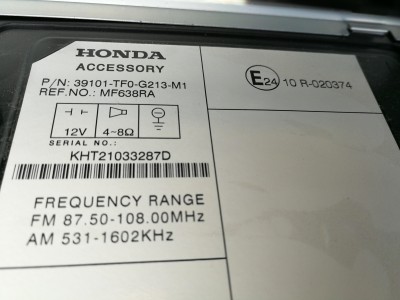 HONDA
ACCESSORY
P/N: 39101-TF0-G213-M1
REF.NO.: MF638RA
12V 4~8Ω
SERIAL NO.:
KHT21033287D
FREQUENCY RANGE
FM 87.50-108.00MHz
AM 531-1602KHz
E24 10 R-020374